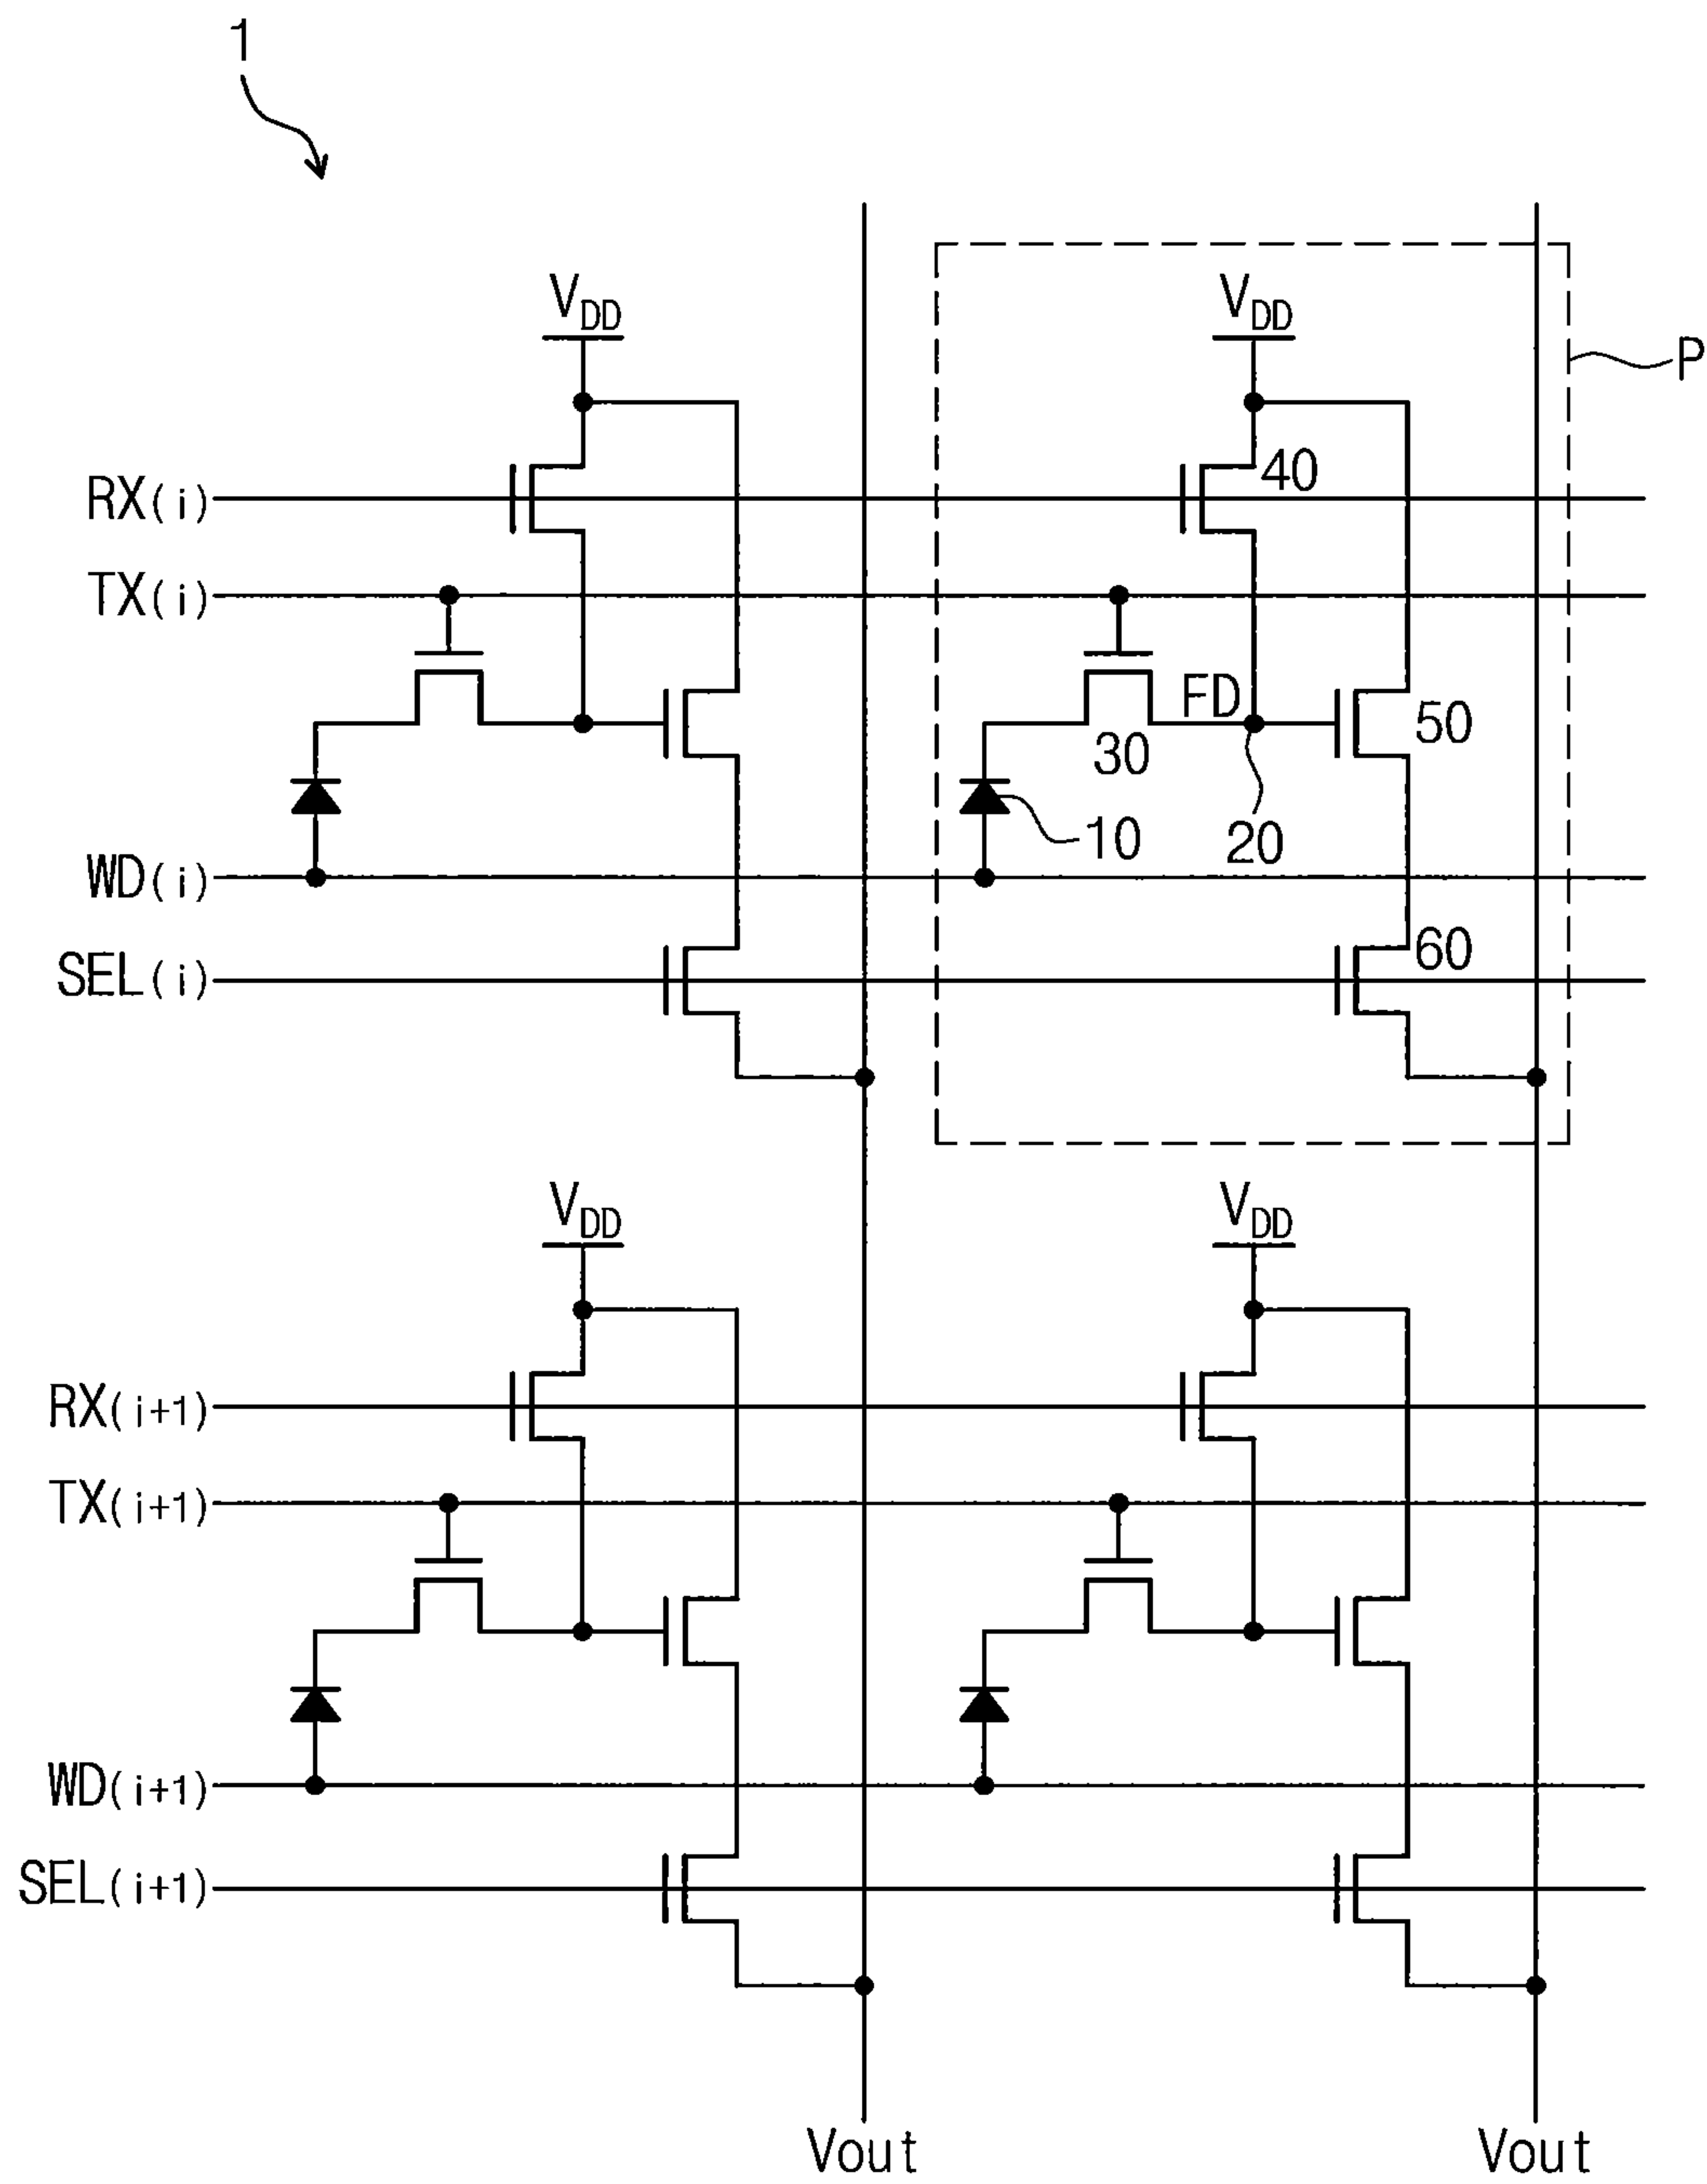 1
VDD VDD
P
40
RX(i)
TX(i)
FD
50
30
10
20
WD(i)
60
SEL(i)
VDD VDD
RX(i+1)
TX(i+1)
WD(i+1)
SEL(i+1)
Vout Vout